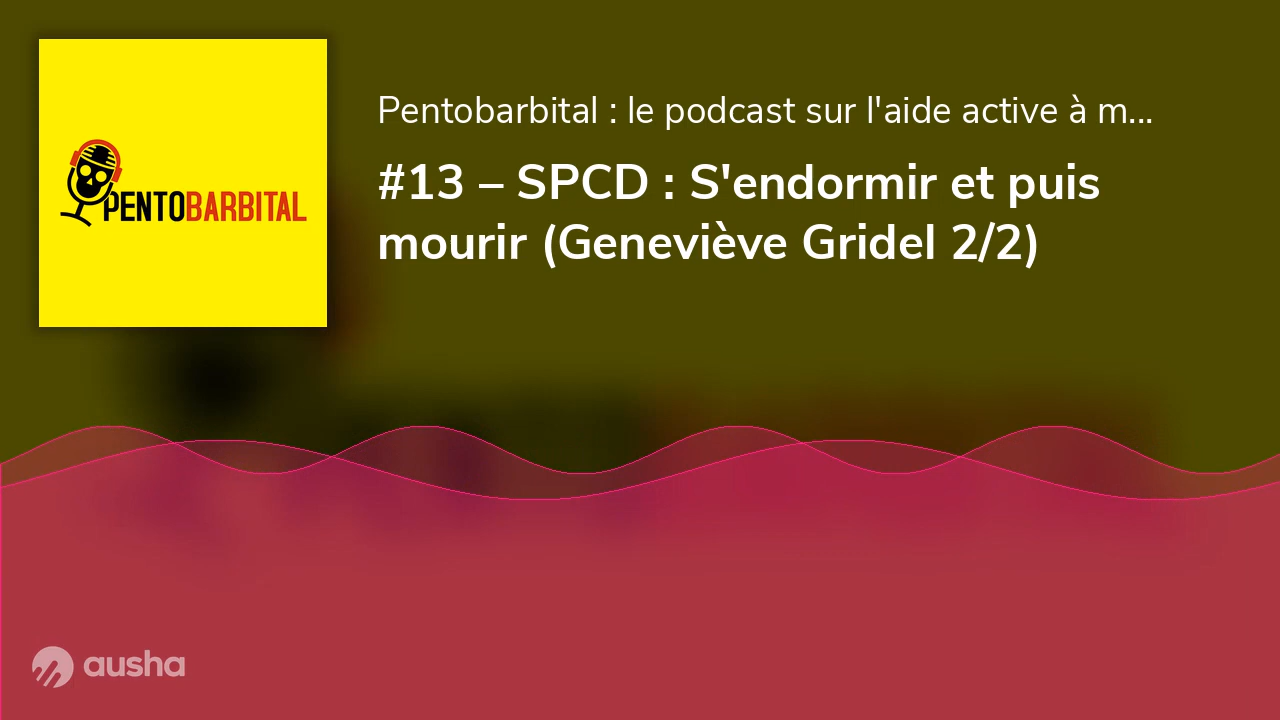 PENTOBARBITAL
Pentobarbital : le podcast sur l'aide active à m...
#13 – SPCD : S'endormir et puis
mourir (Geneviève Gridel 2/2)
ausha